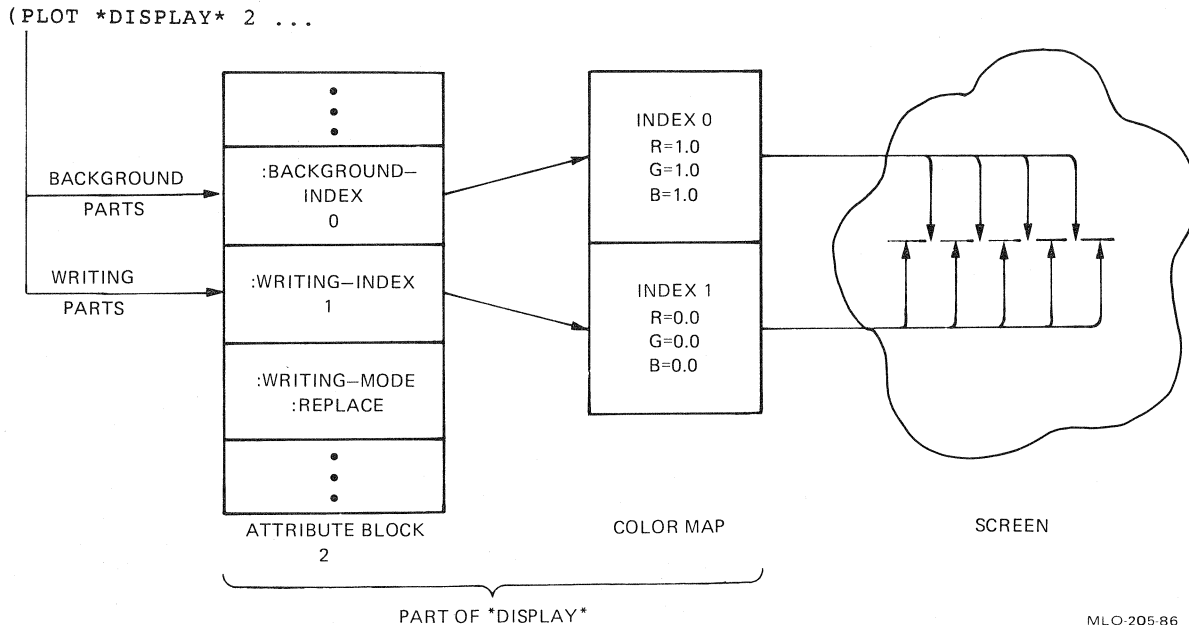 (PLOT *DISPLAY* 2 ...
BACKGROUND
PARTS
WRITING
PARTS
:BACKGROUND–
INDEX
0
:WRITING–INDEX
1
:WRITING–MODE
:REPLACE
ATTRIBUTE BLOCK
2
INDEX 0
R=1.0
G=1.0
B=1.0
INDEX 1
R=0.0
G=0.0
B=0.0
COLOR MAP
SCREEN
PART OF *DISPLAY*
MLO-205-86